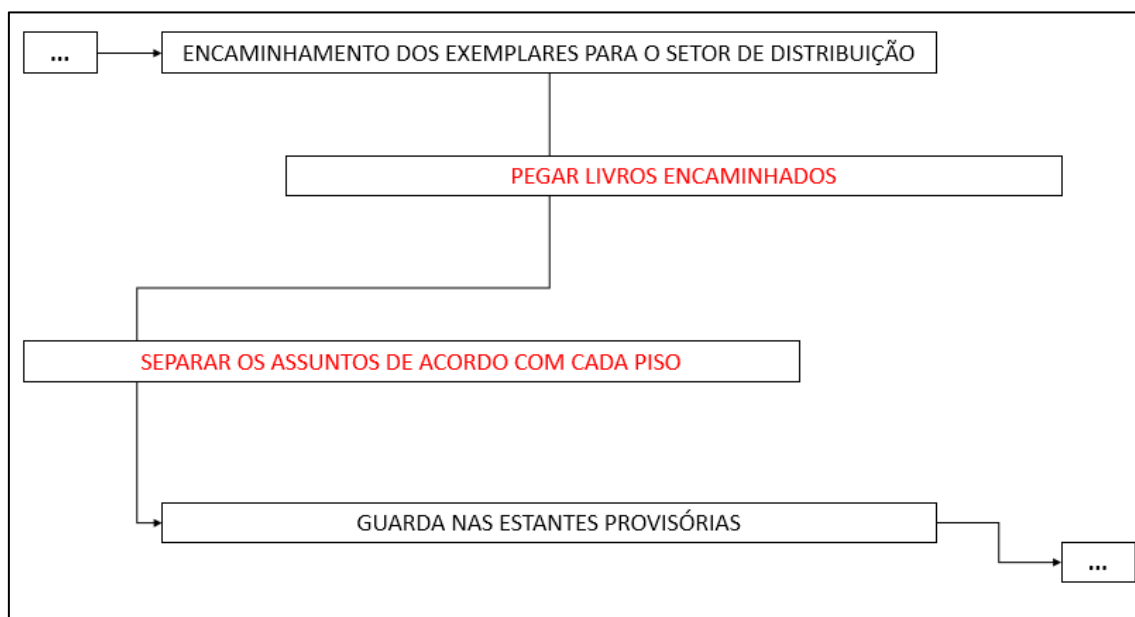 ...
ENCAMINHAMENTO DOS EXEMPLARES PARA O SETOR DE DISTRIBUIÇÃO
PEGAR LIVROS ENCAMINHADOS
SEPARAR OS ASSUNTOS DE ACORDO COM CADA PISO
GUARDA NAS ESTANTES PROVISÓRIAS
...